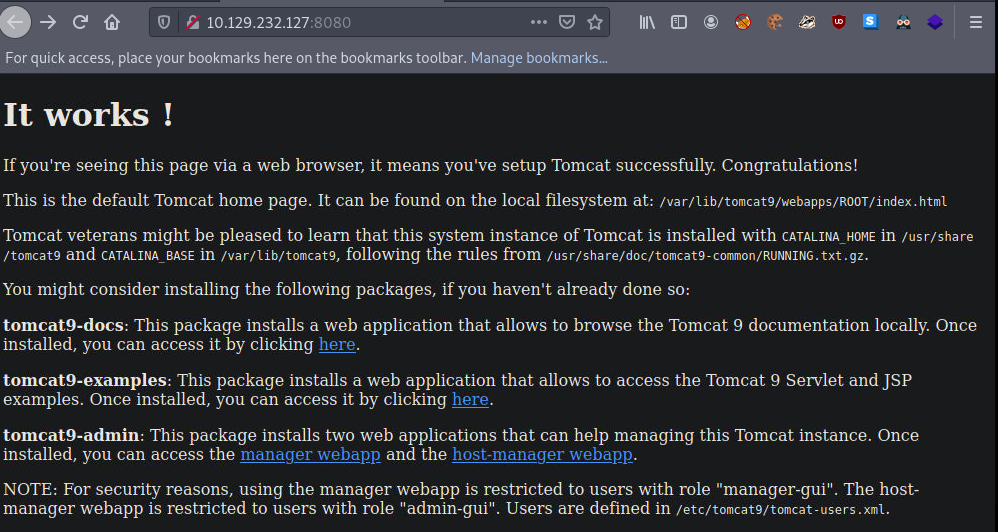 10.129.232.127:8080
For quick access, place your bookmarks here on the bookmarks toolbar. Manage bookmarks...
It works !
If you're seeing this page via a web browser, it means you've setup Tomcat successfully. Congratulations!
This is the default Tomcat home page. It can be found on the local filesystem at: /var/lib/tomcat9/webapps/ROOT/index.html
Tomcat veterans might be pleased to learn that this system instance of Tomcat is installed with CATALINA_HOME in /usr/share
/tomcat9 and CATALINA_BASE in /var/lib/tomcat9, following the rules from /usr/share/doc/tomcat9-common/RUNNING.txt.gz.
You might consider installing the following packages, if you haven't already done so:
tomcat9-docs: This package installs a web application that allows to browse the Tomcat 9 documentation locally. Once
installed, you can access it by clicking here.
tomcat9-examples: This package installs a web application that allows to access the Tomcat 9 Servlet and JSP
examples. Once installed, you can access it by clicking here.
tomcat9-admin: This package installs two web applications that can help managing this Tomcat instance. Once
installed, you can access the manager webapp and the host-manager webapp.
NOTE: For security reasons, using the manager webapp is restricted to users with role "manager-gui". The host-
manager webapp is restricted to users with role "admin-gui". Users are defined in /etc/tomcat9/tomcat-users.xml.